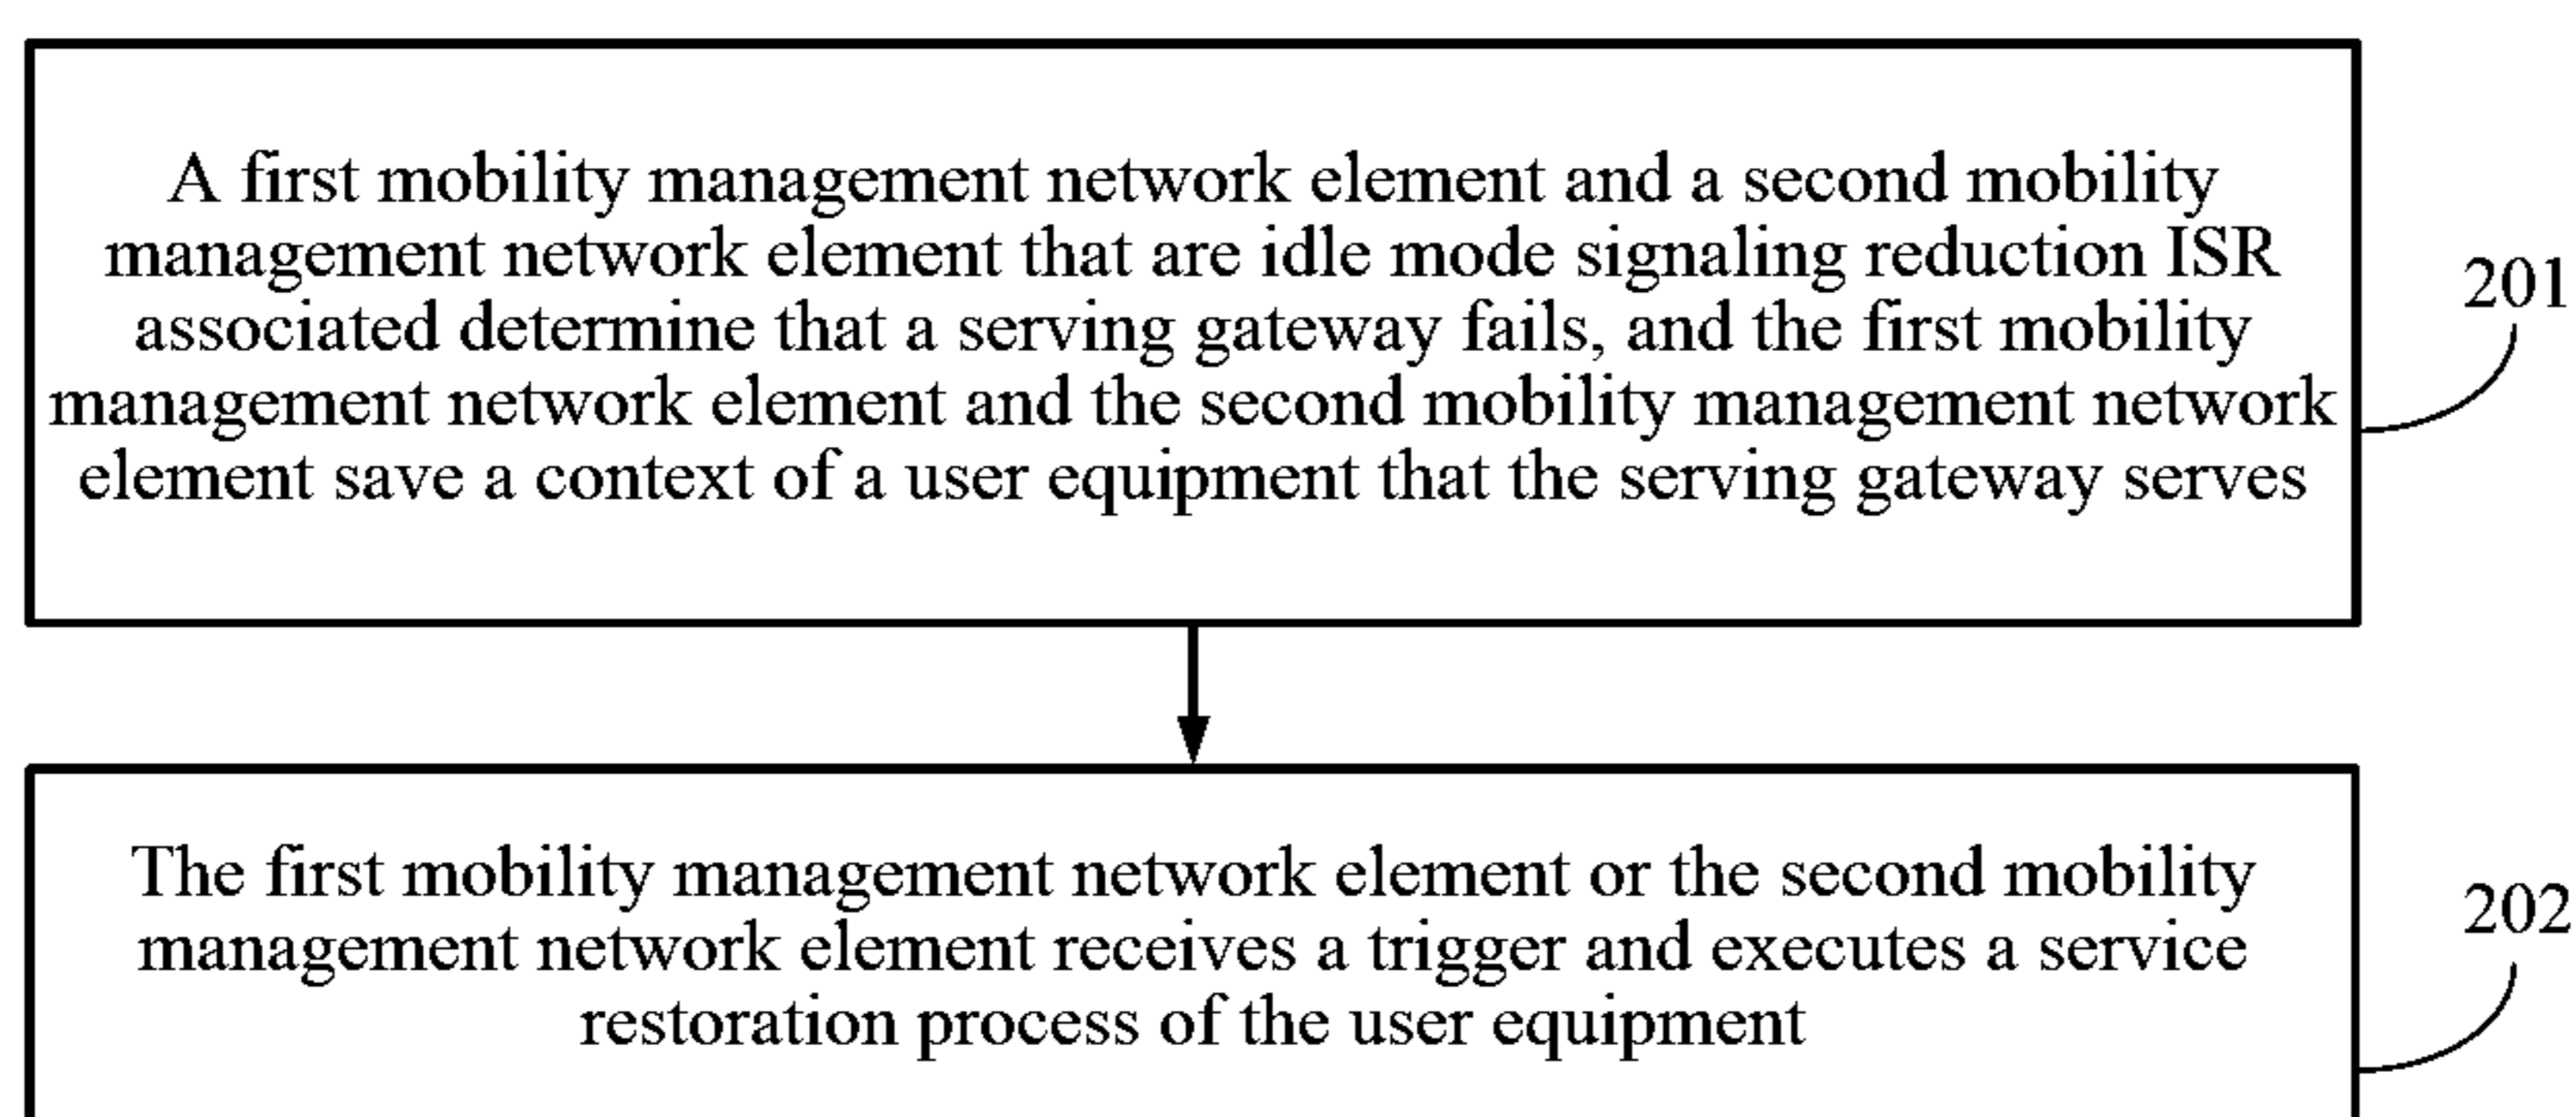 A first mobility management network element and a second mobility
management network element that are idle mode signaling reduction ISR
associated determine that a serving gateway fails, and the first mobility
management network element and the second mobility management network
element save a context of a user equipment that the serving gateway serves
201
The first mobility management network element or the second mobility
management network element receives a trigger and executes a service
restoration process of the user equipment
202